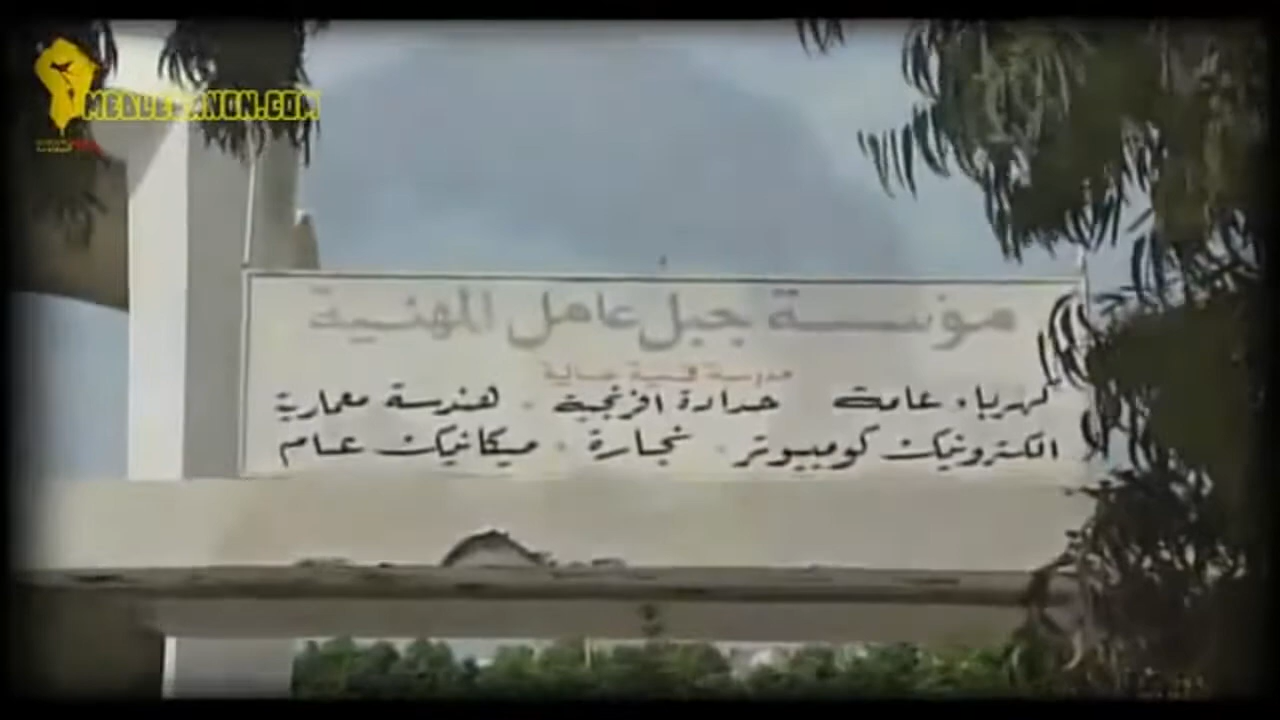 MEDLEBANON.COM
مؤسسة جبل عامل المهنية
مدرسة فنية عالية
كهرباء عامة حدادة افرنجية - هندسة معمارية
الكترونيك كومبيوتر - نجارة - ميكانيك عام